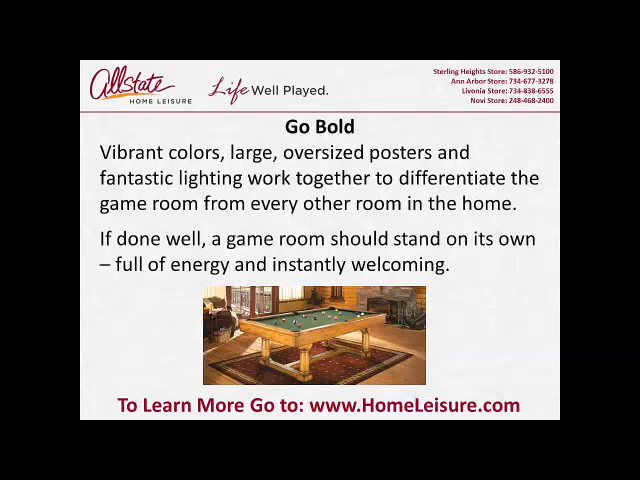 Allstate
HOME LEISURE
Life Well Played.
Sterling Heights Store: 586-932-5100
Ann Arbor Store: 734-677-3278
Livonia Store: 734-838-6555
Novi Store: 248-468-2400
Go Bold
Vibrant colors, large, oversized posters and
fantastic lighting work together to differentiate the
game room from every other room in the home.
If done well, a game room should stand on its own
– full of energy and instantly welcoming.
To Learn More Go to: www.HomeLeisure.com